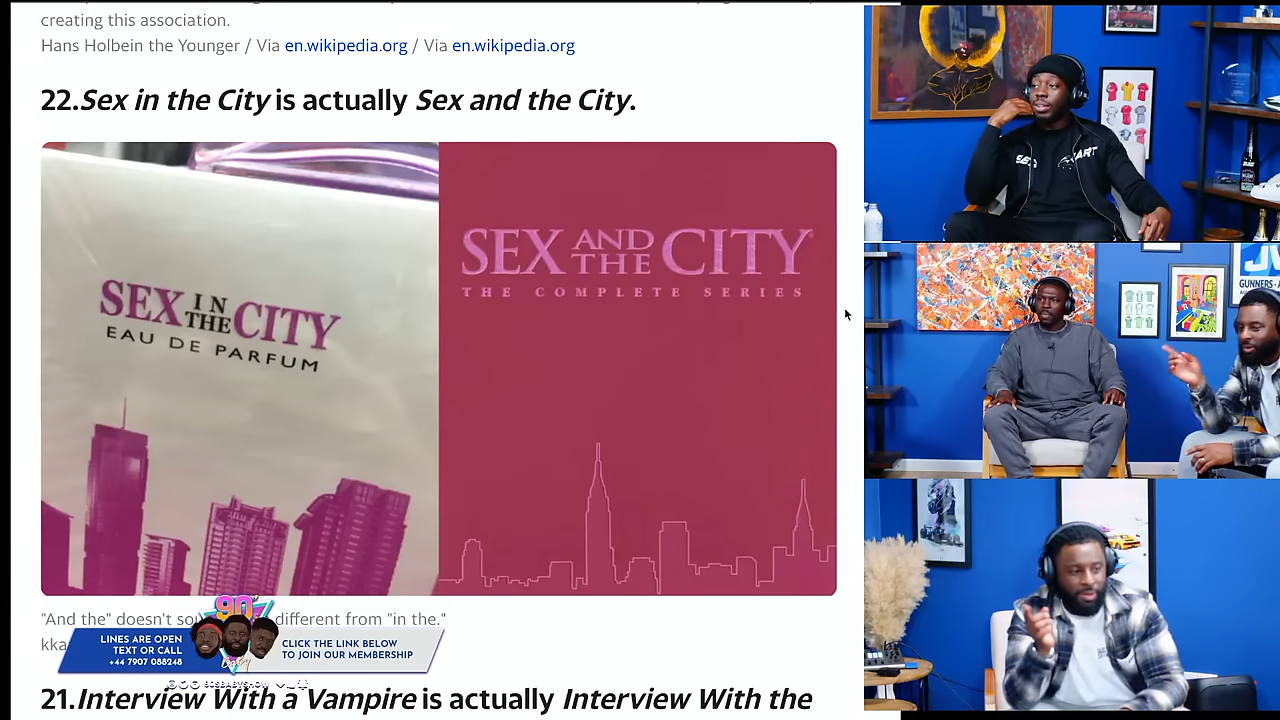 creating this association.
Hans Holbein the Younger / Via en.wikipedia.org / Via en.wikipedia.org
22.Sex in the City is actually Sex and the City.
SEX IN THE CITY
EAU DE PARFUM
SEX AND THE CITY
THE COMPLETE SERIES
"And the" doesn't different from "in the."
LINES ARE OPEN
TEXT OR CALL
+44 7907 088248
90s
Baby
CLICK THE LINK BELOW
TO JOIN OUR MEMBERSHIP
21.Interview With a Vampire is actually Interview With the
GUNNERS